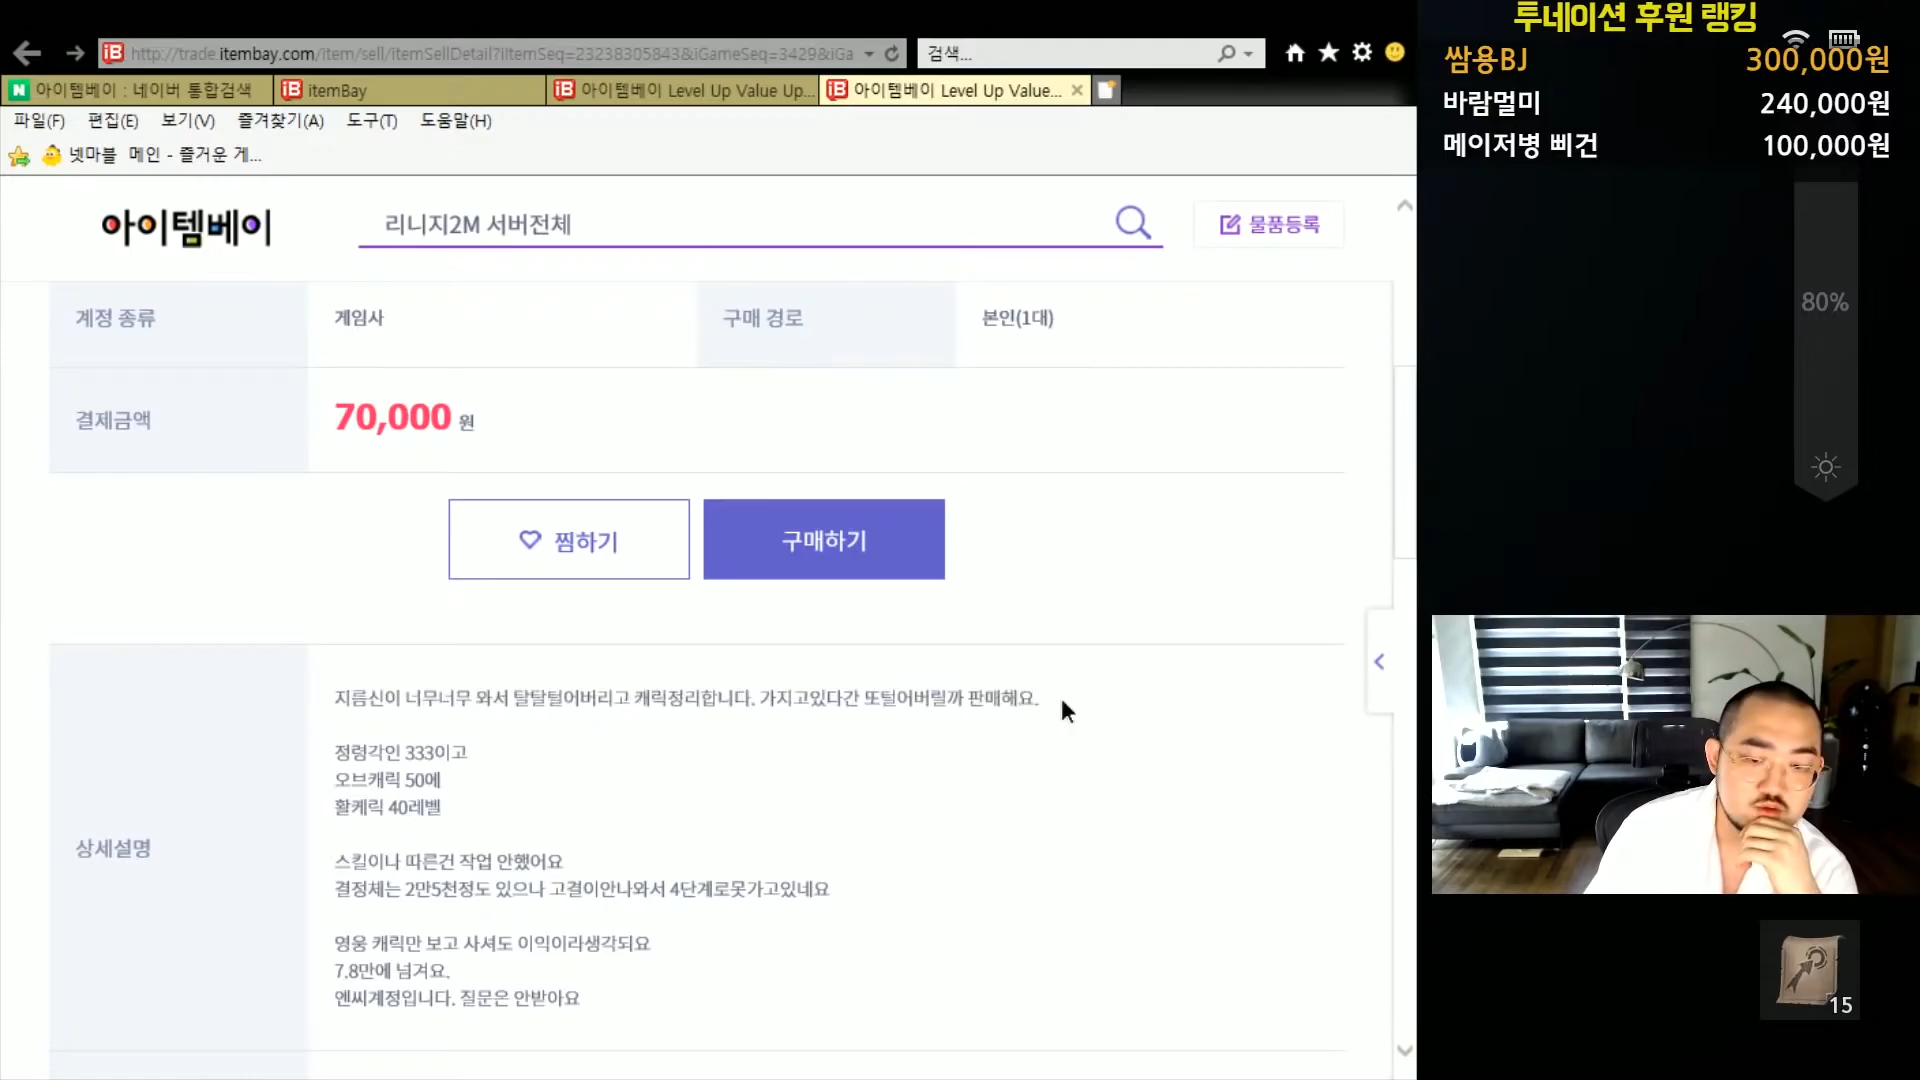 http://trade.itembay.com/item/sell/itemSellDetail?iItemSeq=23238305843&iGameSeq=3429&iGa
검색...
아이템베이 : 네이버 통합검색
itemBay
아이템베이 Level Up Value Up...
아이템베이 Level Up Value...
파일(F) 편집(E) 보기(V) 즐겨찾기(A) 도구(T) 도움말(H)
넷마블 메인 - 즐거운 게...
아이템베이
리니지2M 서버전체
물품등록
계정 종류
게임사
구매 경로
본인(1대)
결제금액
70,000 원
찜하기
구매하기
상세설명
지름신이 너무너무 와서 탈탈털어버리고 캐릭정리합니다. 가지고있다간 또털어버릴까 판매해요.
정령각인 333이고
오브캐릭 50에
활케릭 40레벨
스킬이나 따른건 작업 안했어요
결정체는 2만5천정도 있으나 고결이안나와서 4단계로못가고있네요
영웅 캐릭만 보고 사셔도 이익이라생각되요
7.8만에 넘겨요.
엔씨계정입니다. 질문은 안받아요
투네이션 후원 랭킹
쌈용BJ 300,000원
바람멀미 240,000원
메이저병 삐건 100,000원
80%
15